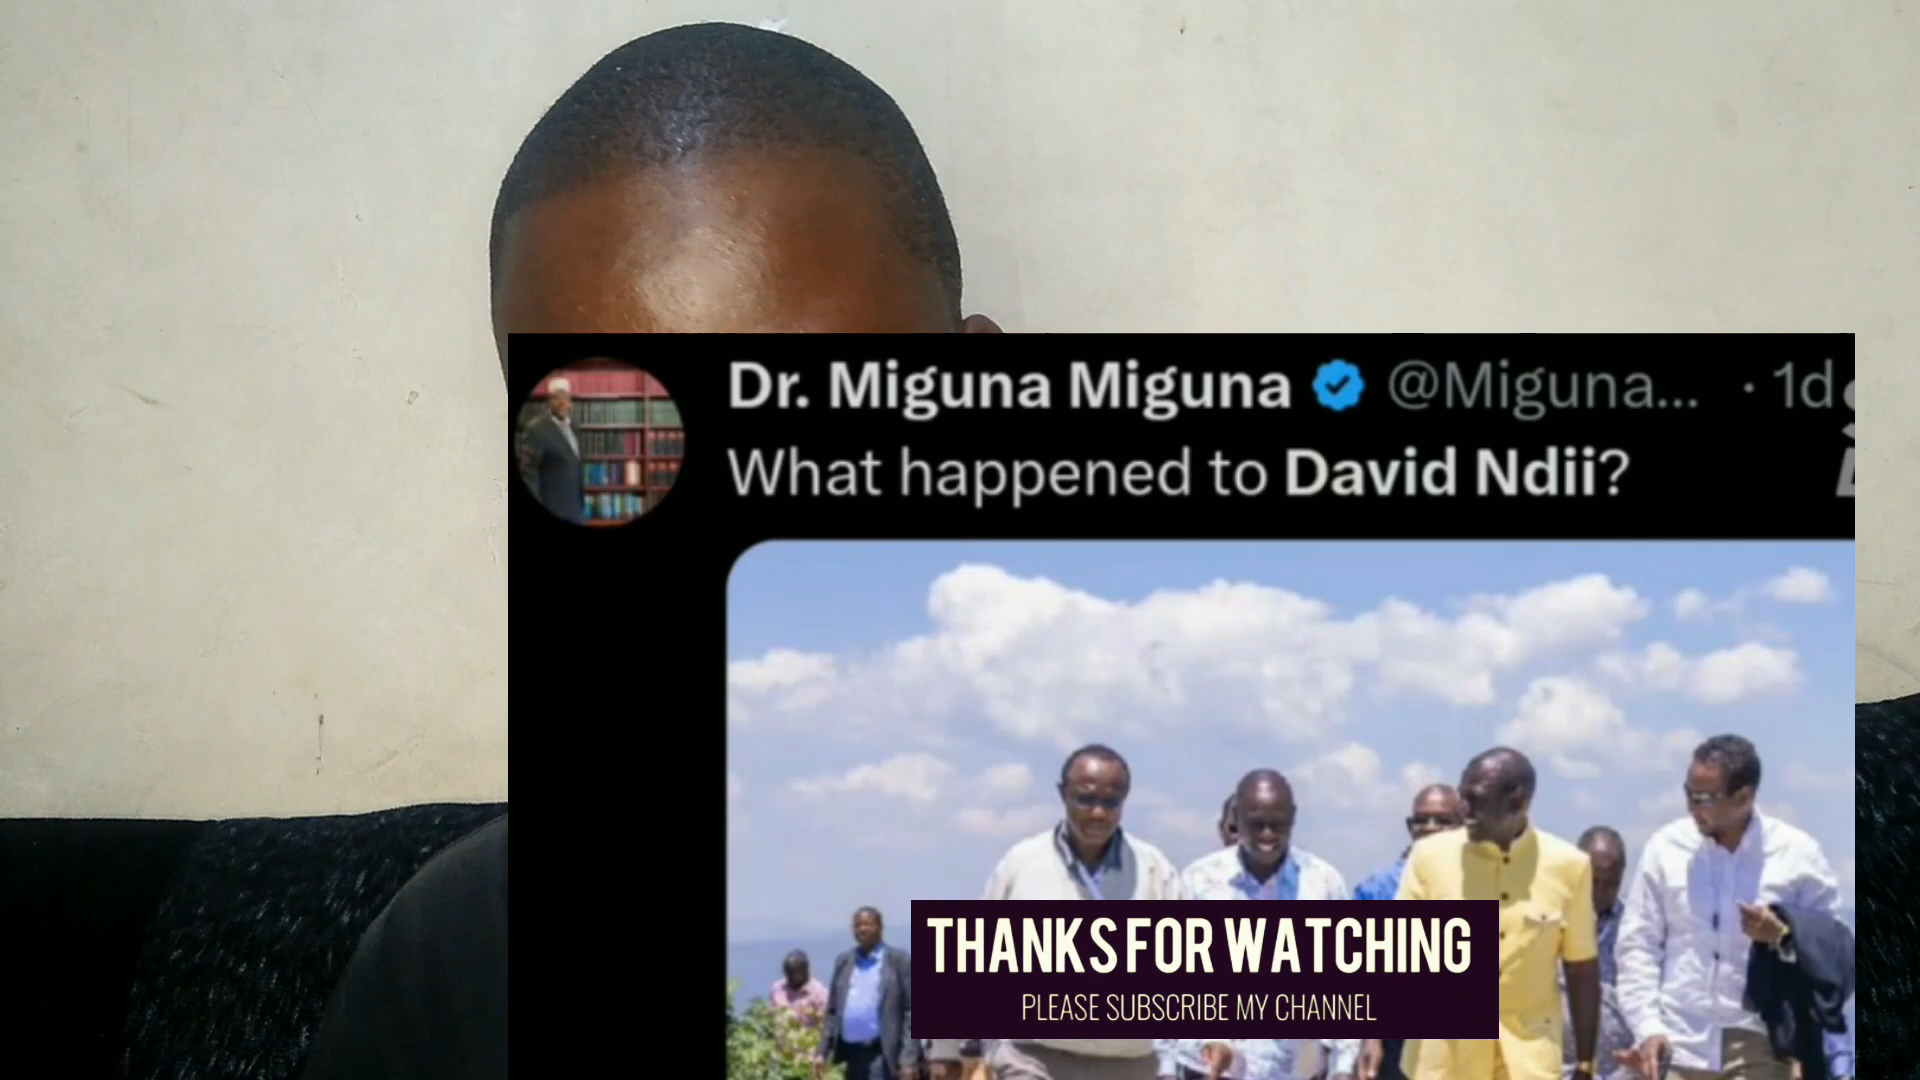 Dr. Miguna Miguna @Miguna... · 1d
What happened to David Ndii?
THANKS FOR WATCHING
PLEASE SUBSCRIBE MY CHANNEL